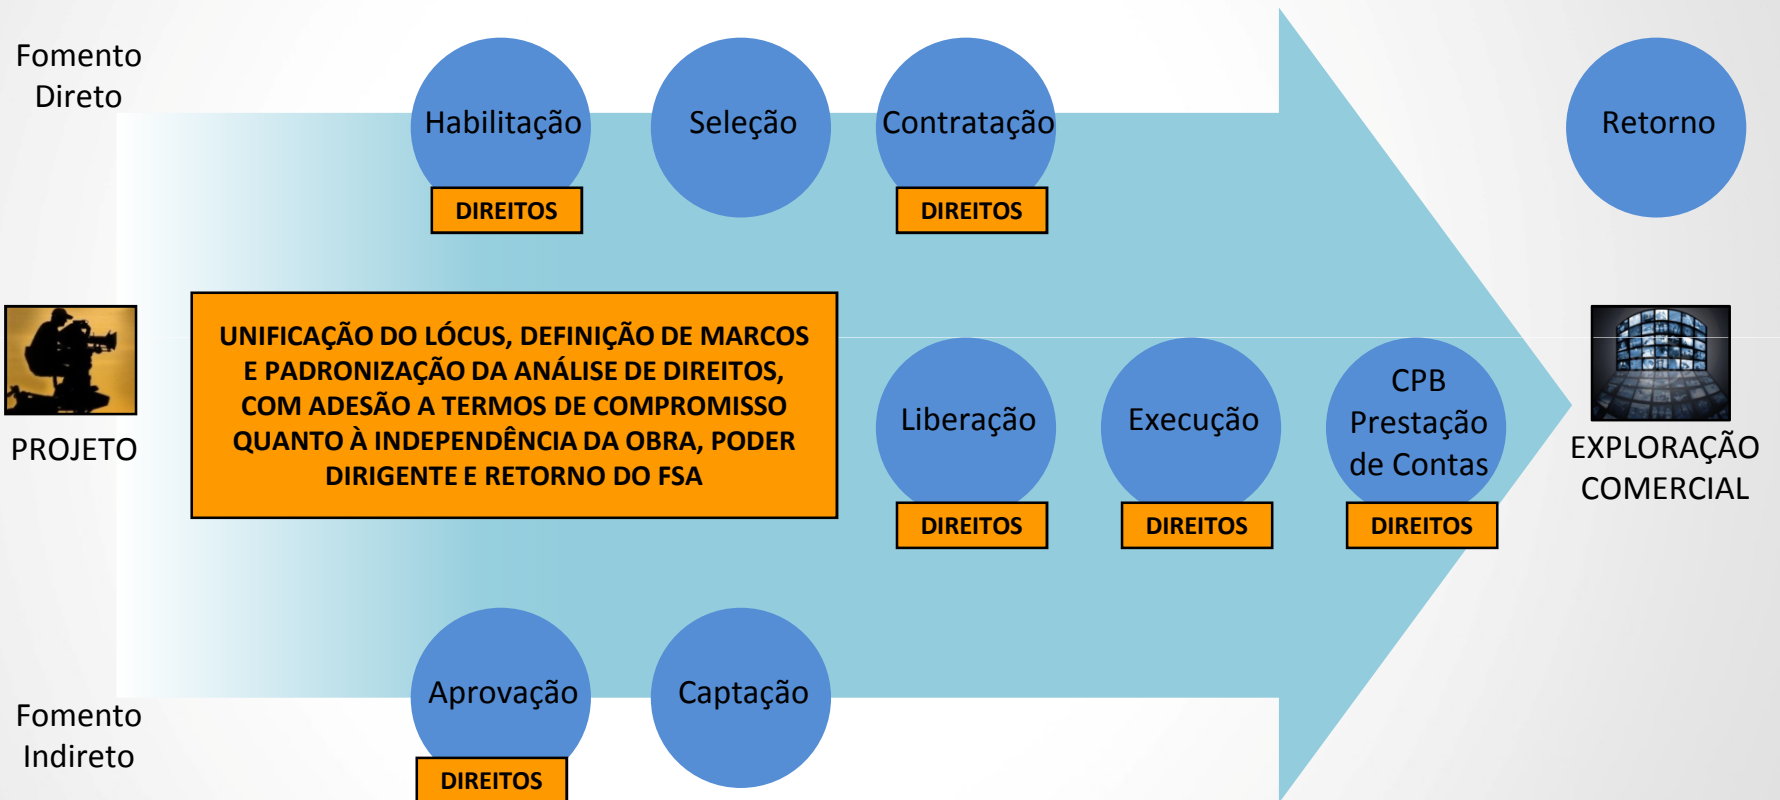 Fomento
Direto
Habilitação
Seleção
Contratação
Retorno
DIREITOS
DIREITOS
PROJETO
UNIFICAÇÃO DO LÓCUS, DEFINIÇÃO DE MARCOS
E PADRONIZAÇÃO DA ANÁLISE DE DIREITOS,
COM ADESÃO A TERMOS DE COMPROMISSO
QUANTO À INDEPENDÊNCIA DA OBRA, PODER
DIRIGENTE E RETORNO DO FSA
Liberação
Execução
CPB
Prestação
de Contas
DIREITOS
DIREITOS
DIREITOS
EXPLORAÇÃO
COMERCIAL
Fomento
Indireto
Aprovação
Captação
DIREITOS